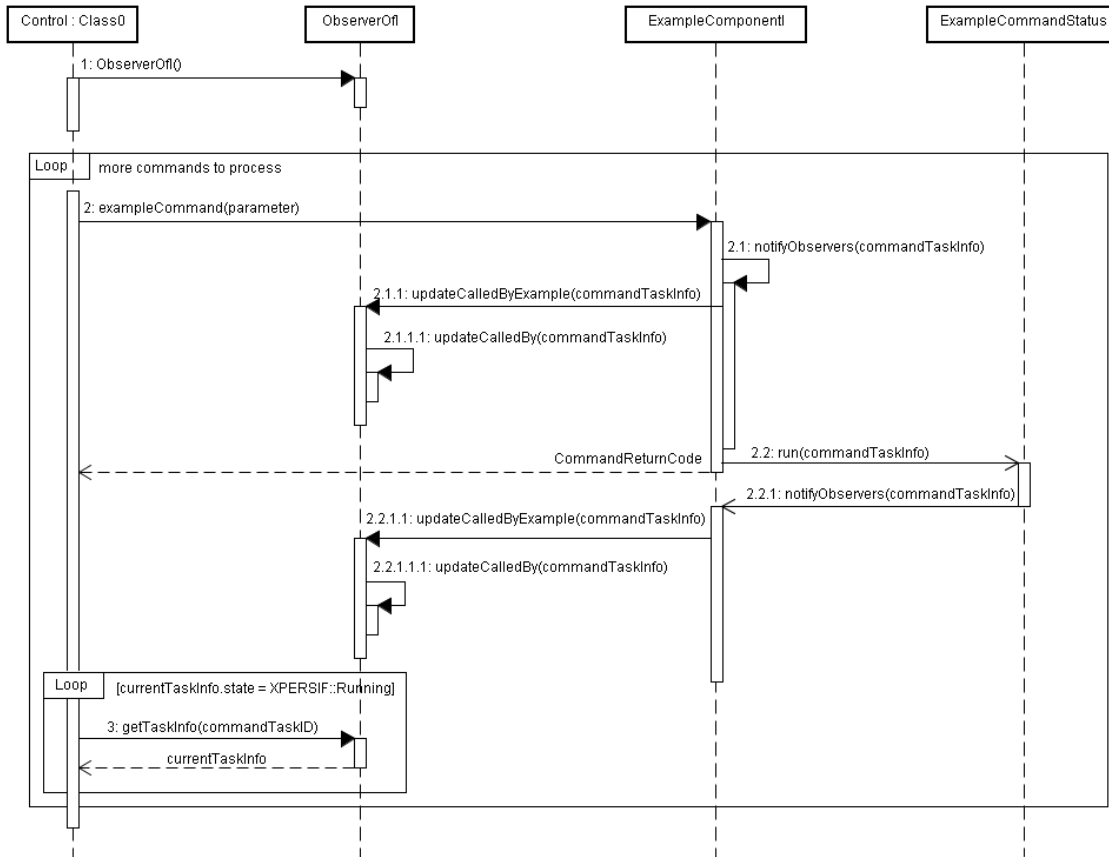 Control : Class0
ObserverOfI
ExampleComponentI
ExampleCommandStatus
1: ObserverOfI()
Loop
more commands to process
2: exampleCommand(parameter)
2.1: notifyObservers(commandTaskInfo)
2.1.1: updateCalledByExample(commandTaskInfo)
2.1.1.1: updateCalledBy(commandTaskInfo)
CommandReturnCode
2.2: run(commandTaskInfo)
2.2.1: notifyObservers(commandTaskInfo)
2.2.1.1: updateCalledByExample(commandTaskInfo)
2.2.1.1.1: updateCalledBy(commandTaskInfo)
Loop
[currentTaskInfo.state = XPERSIF::Running]
3: getTaskInfo(commandTaskID)
currentTaskInfo